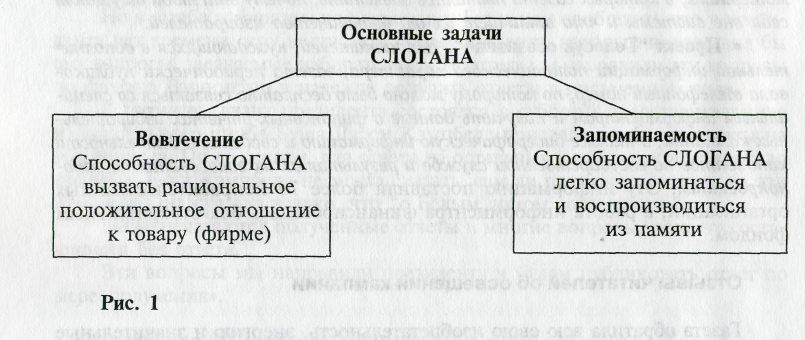 Основные задачи
СЛОГАНА
Вовлечение
Способность СЛОГАНА
вызвать рациональное
положительное отношение
к товару (фирме)
Запоминаемость
Способность СЛОГАНА
легко запоминаться
и воспроизводиться
из памяти
Рис. 1